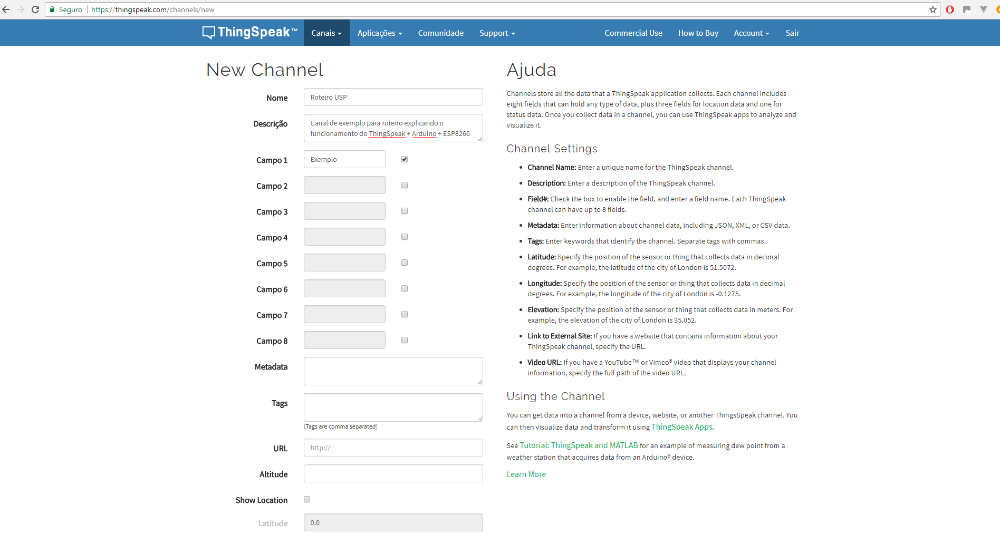 Seguro https://thingspeak.com/channels/new
ThingSpeak™ Canais Aplicações Comunidade Support Commercial Use How to Buy Account Sair
New Channel
Nome Roteiro USP
Descrição Canal de exemplo para roteiro explicando o
funcionamento do ThingSpeak + Arduino + ESP8266
Campo 1 Exemplo
Campo 2
Campo 3
Campo 4
Campo 5
Campo 6
Campo 7
Campo 8
Metadata
Tags
(Tags are comma separated)
URL http://
Altitude
Show Location
Latitude 0.0
Ajuda
Channels store all the data that a ThingSpeak application collects. Each channel includes
eight fields that can hold any type of data, plus three fields for location data and one for
status data. Once you collect data in a channel, you can use ThingSpeak apps to analyze and
visualize it.
Channel Settings
• Channel Name: Enter a unique name for the ThingSpeak channel.
• Description: Enter a description of the ThingSpeak channel.
• Field#: Check the box to enable the field, and enter a field name. Each ThingSpeak
channel can have up to 8 fields.
• Metadata: Enter information about channel data, including JSON, XML, or CSV data.
• Tags: Enter keywords that identify the channel. Separate tags with commas.
• Latitude: Specify the position of the sensor or thing that collects data in decimal
degrees. For example, the latitude of the city of London is 51.5072.
• Longitude: Specify the position of the sensor or thing that collects data in decimal
degrees. For example, the longitude of the city of London is -0.1275.
• Elevation: Specify the position of the sensor or thing that collects data in meters. For
example, the elevation of the city of London is 35.052.
• Link to External Site: If you have a website that contains information about your
ThingSpeak channel, specify the URL.
• Video URL: If you have a YouTube™ or Vimeo® video that displays your channel
information, specify the full path of the video URL.
Using the Channel
You can get data into a channel from a device, website, or another ThingsSpeak channel. You
can then visualize data and transform it using ThingSpeak Apps.
See Tutorial: ThingSpeak and MATLAB for an example of measuring dew point from a
weather station that acquires data from an Arduino® device.
Learn More